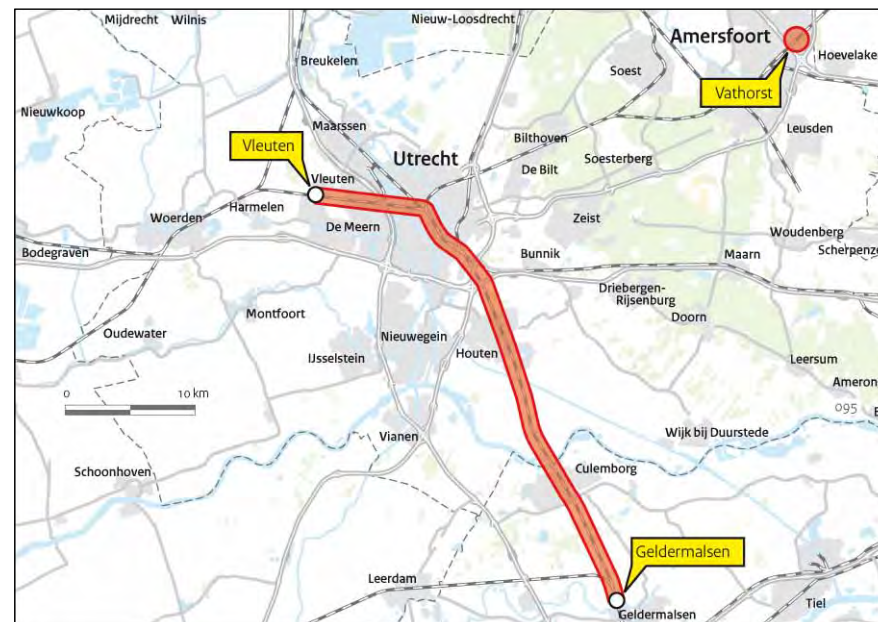 Mijdrecht
Wilnis
Nieuw-Loosdrecht
Amersfoort
Hoevelake
Breukelen
Soest
Vathorst
Nieuwkoop
Maarssen
Leusden
Bilthoven
Vleuten
Utrecht
Soesterberg
De Bilt
Vleuten
Harmelen
Woerden
Zeist
De Meern
Woudenberg
Bodegraven
Bunnik
Maarn
Scherpenze
Driebergen-
Rijsenburg
Montfoort
Doorn
Oudewater
Nieuwegein
IJsselstein
Houten
Leersum
0
10 km
Ameron
095
Vianen
Wijk bij Duurstede
Schoonhoven
Culemborg
Geldermalsen
Leerdam
Tiel
Geldermalsen